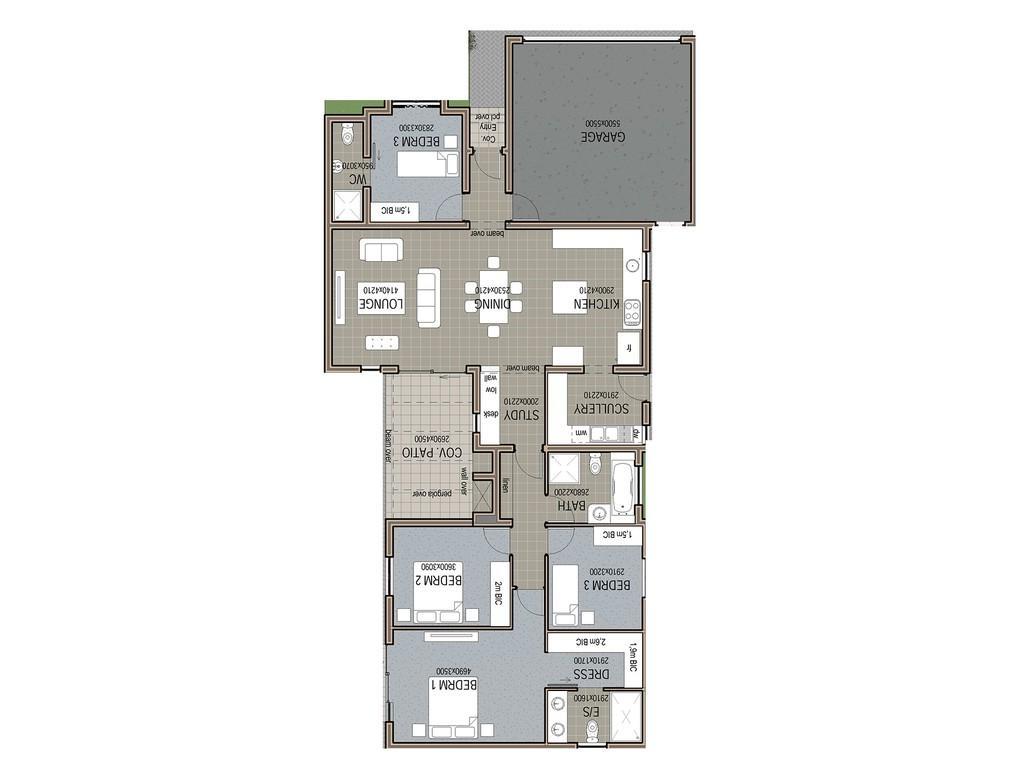 GARAGE
5500x5500
Cov.
Entry
pcl.over
BEDRM 3
2830x3300
1,5m BIC
WC
950x3070
beam over
LOUNGE
4140x4210
DINING
2530x4210
KITCHEN
2900x4210
fr
beam over
STUDY
2000x2210
desk
low
wall
SCULLERY
2910x2210
wm
dw
COV. PATIO
2690x4500
beam over
pergola over
wall over
linen
BATH
2680x2200
BEDRM 2
3600x3090
2m BIC
BEDRM 3
2910x3200
1,5m BIC
BEDRM 1
4690x3500
DRESS
2910x1700
2,6m BIC
1,9m BIC
E/S
2910x1600